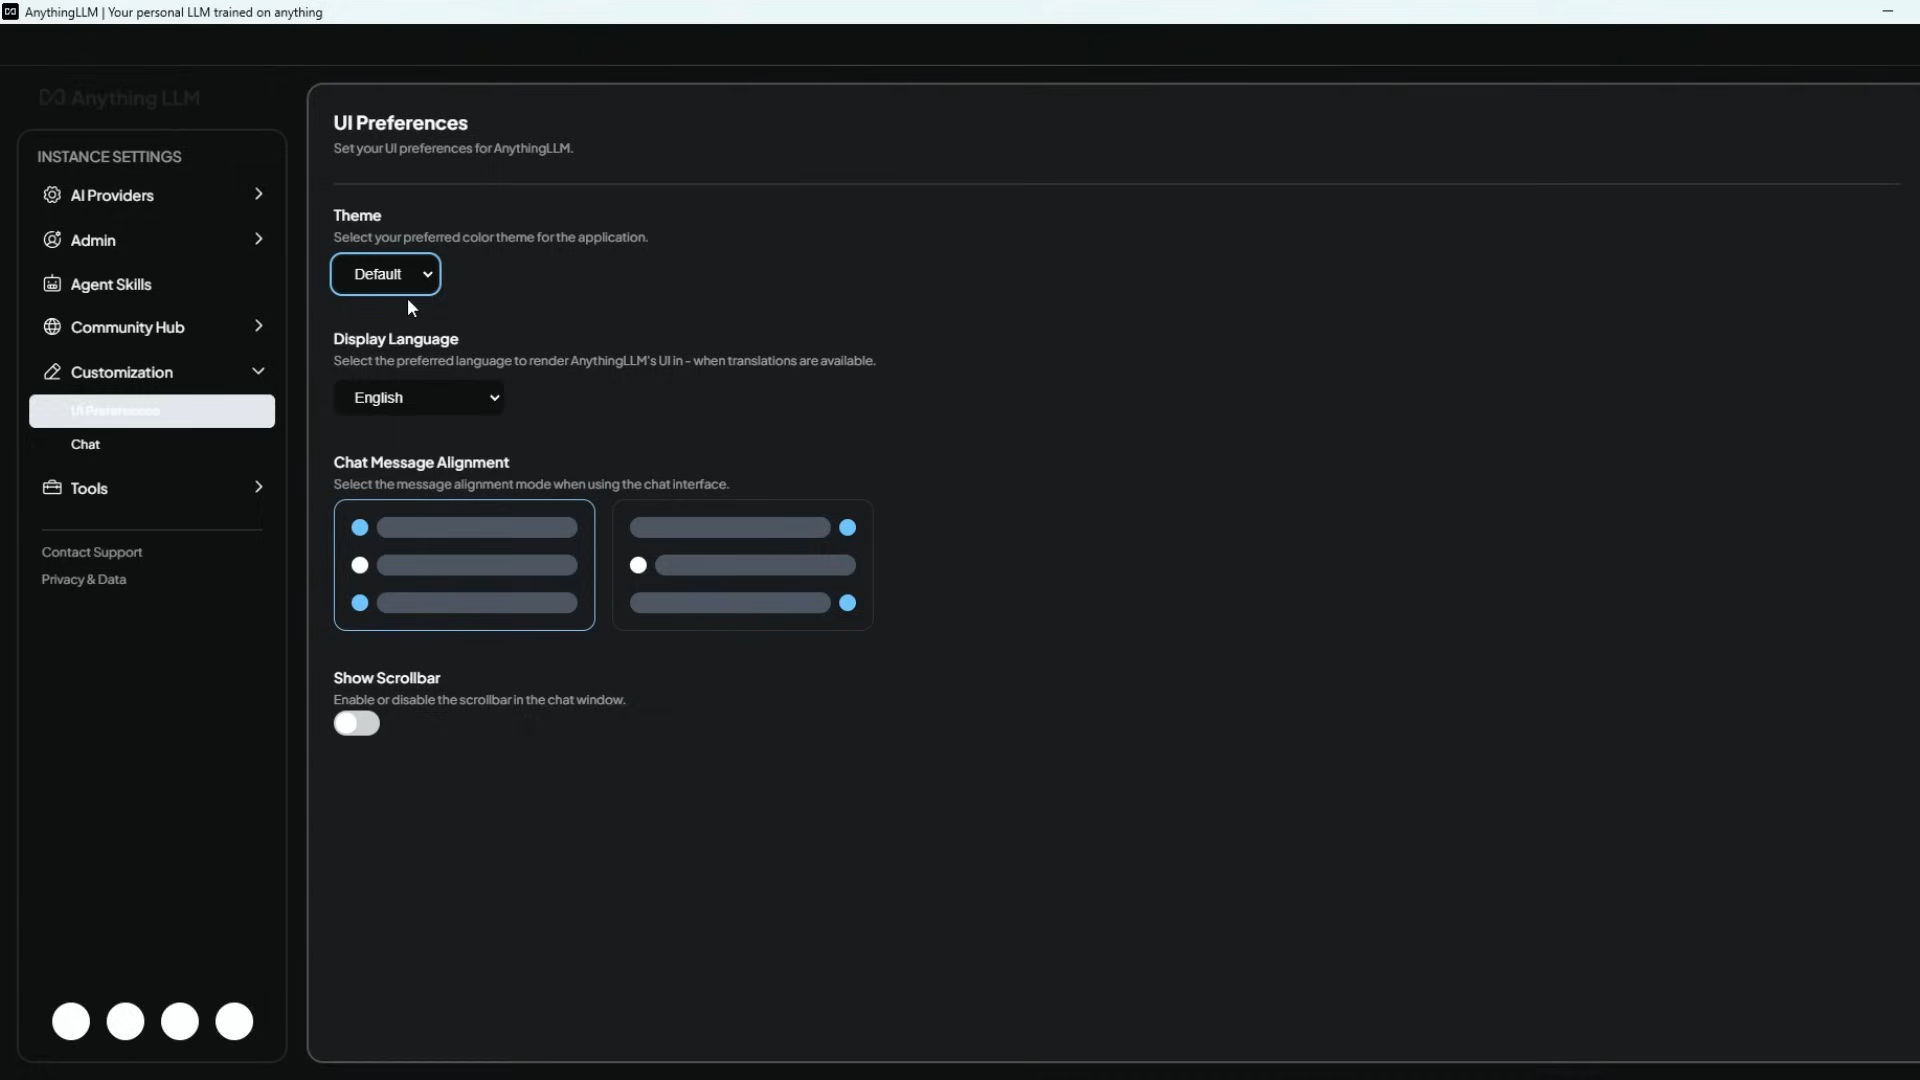 AnythingLLM | Your personal LLM trained on anything
Anything LLM
INSTANCE SETTINGS
AI Providers
Admin
Agent Skills
Community Hub
Customization
UI Preferences
Chat
Tools
Contact Support
Privacy & Data
UI Preferences
Set your UI preferences for AnythingLLM.
Theme
Select your preferred color theme for the application.
Default
Display Language
Select the preferred language to render AnythingLLM's UI in - when translations are available.
English
Chat Message Alignment
Select the message alignment mode when using the chat interface.
Show Scrollbar
Enable or disable the scrollbar in the chat window.